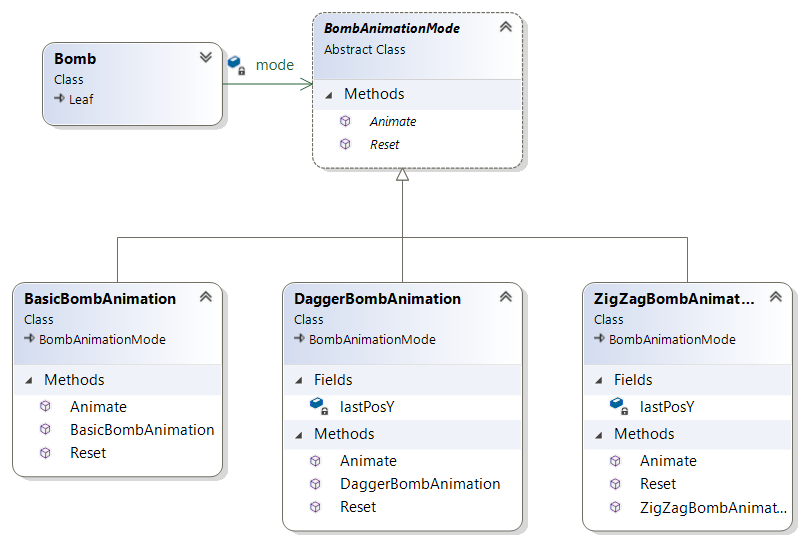 Bomb
Class
Leaf
mode
BombAnimationMode
Abstract Class
Methods
Animate
Reset
BasicBombAnimation
Class
BombAnimationMode
Methods
Animate
BasicBombAnimation
Reset
DaggerBombAnimation
Class
BombAnimationMode
Fields
lastPosY
Methods
Animate
DaggerBombAnimation
Reset
ZigZagBombAnimat...
Class
BombAnimationMode
Fields
lastPosY
Methods
Animate
Reset
ZigZagBombAnimat...